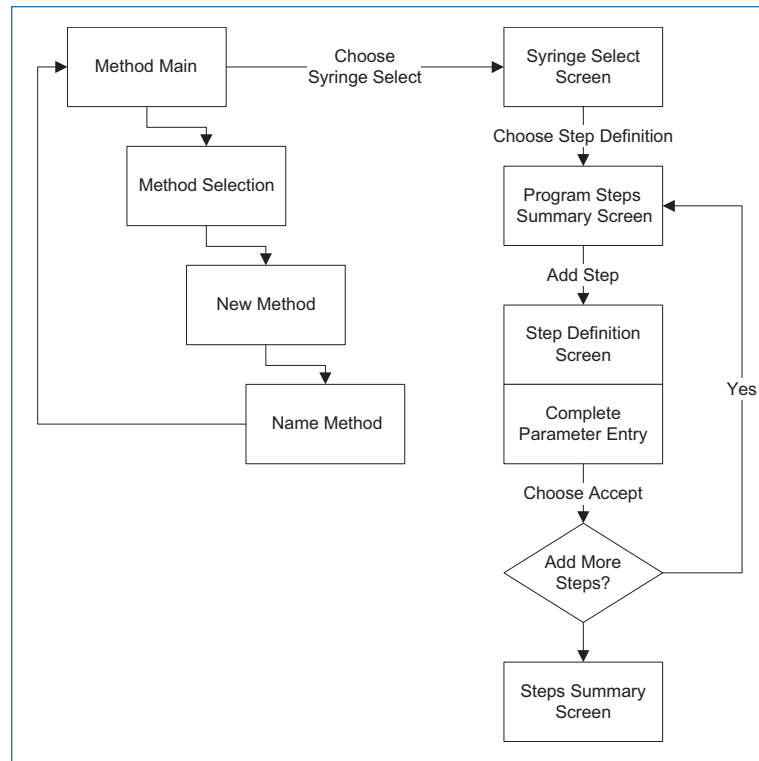 Method Main
Choose
Syringe Select
Syringe Select
Screen
Choose Step Definition
Method Selection
Program Steps
Summary Screen
Add Step
New Method
Step Definition
Screen
Yes
Name Method
Complete
Parameter Entry
Choose Accept
Add More
Steps?
Steps Summary
Screen